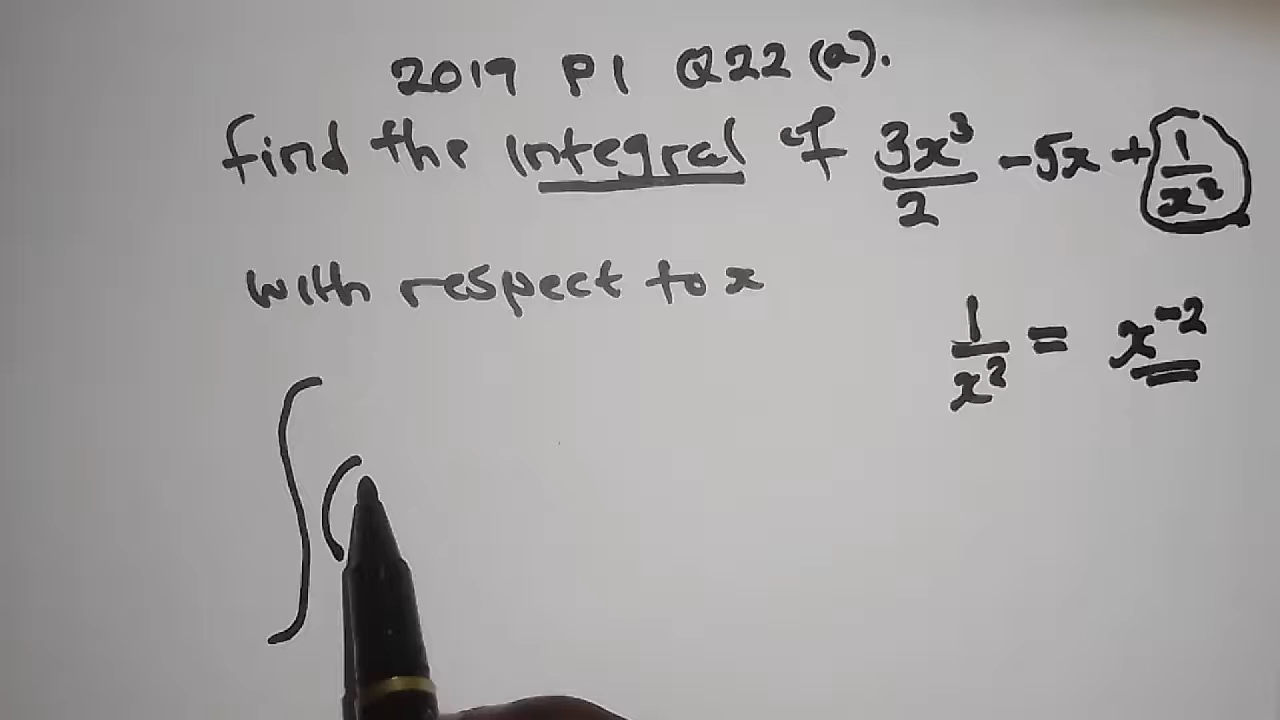 2019 P1 Q22 (a).
find the integral of 3x³/2 - 5x + 1/x²
with respect to x
1/x² = x⁻²
∫(